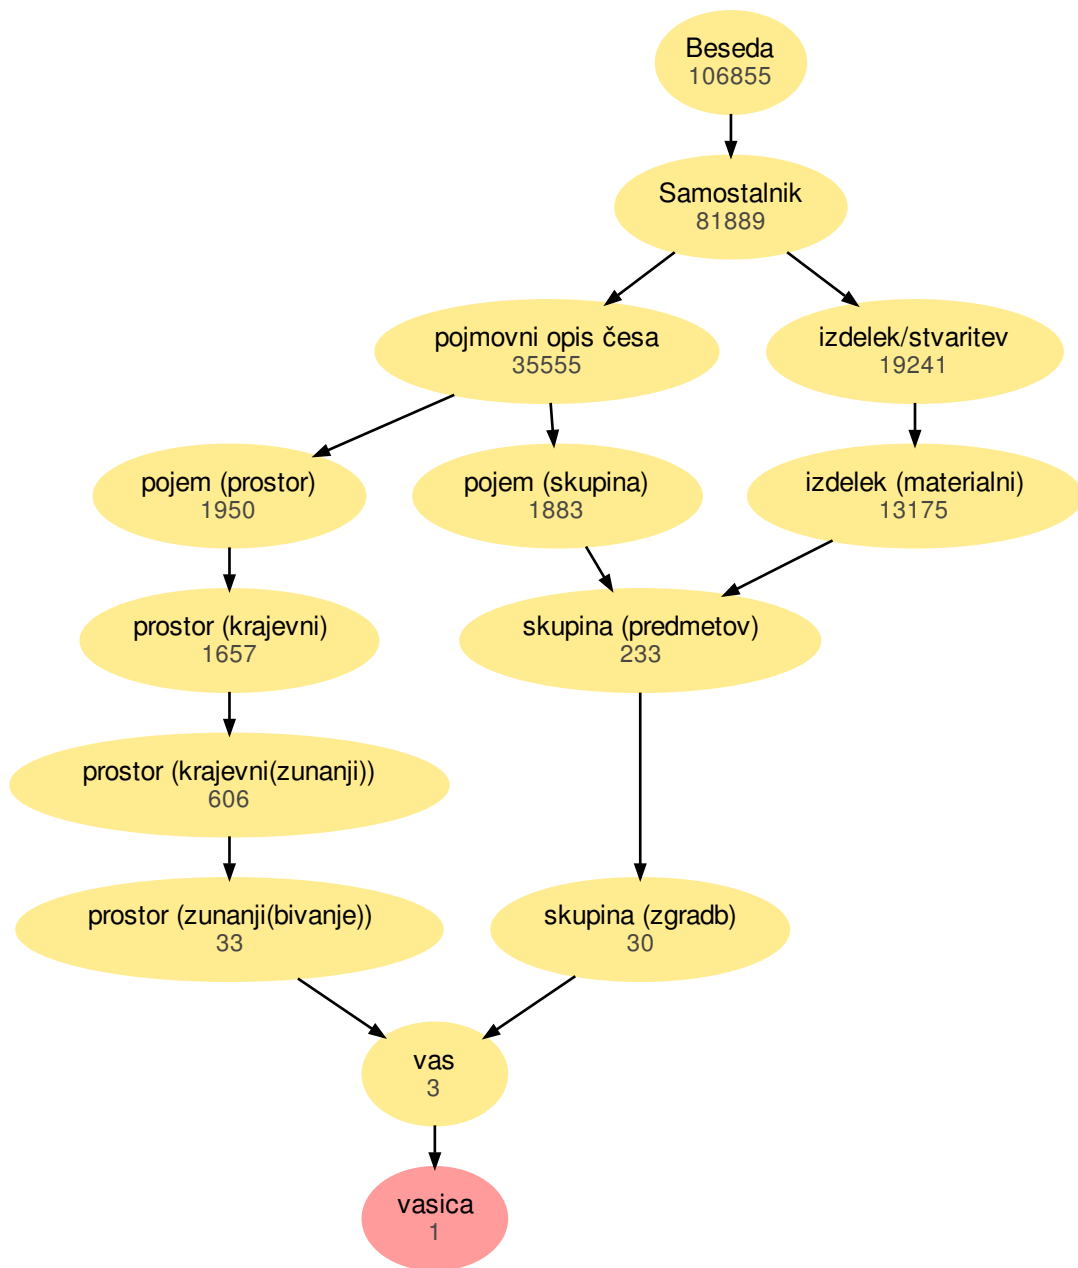 Beseda
106855
Samostalnik
81889
pojmovni opis česa
35555
izdelek/stvaritev
19241
pojem (prostor)
1950
pojem (skupina)
1883
izdelek (materialni)
13175
prostor (krajevni)
1657
skupina (predmetov)
233
prostor (krajevni(zunanji))
606
prostor (zunanji(bivanje))
33
skupina (zgradb)
30
vas
3
vasica
1